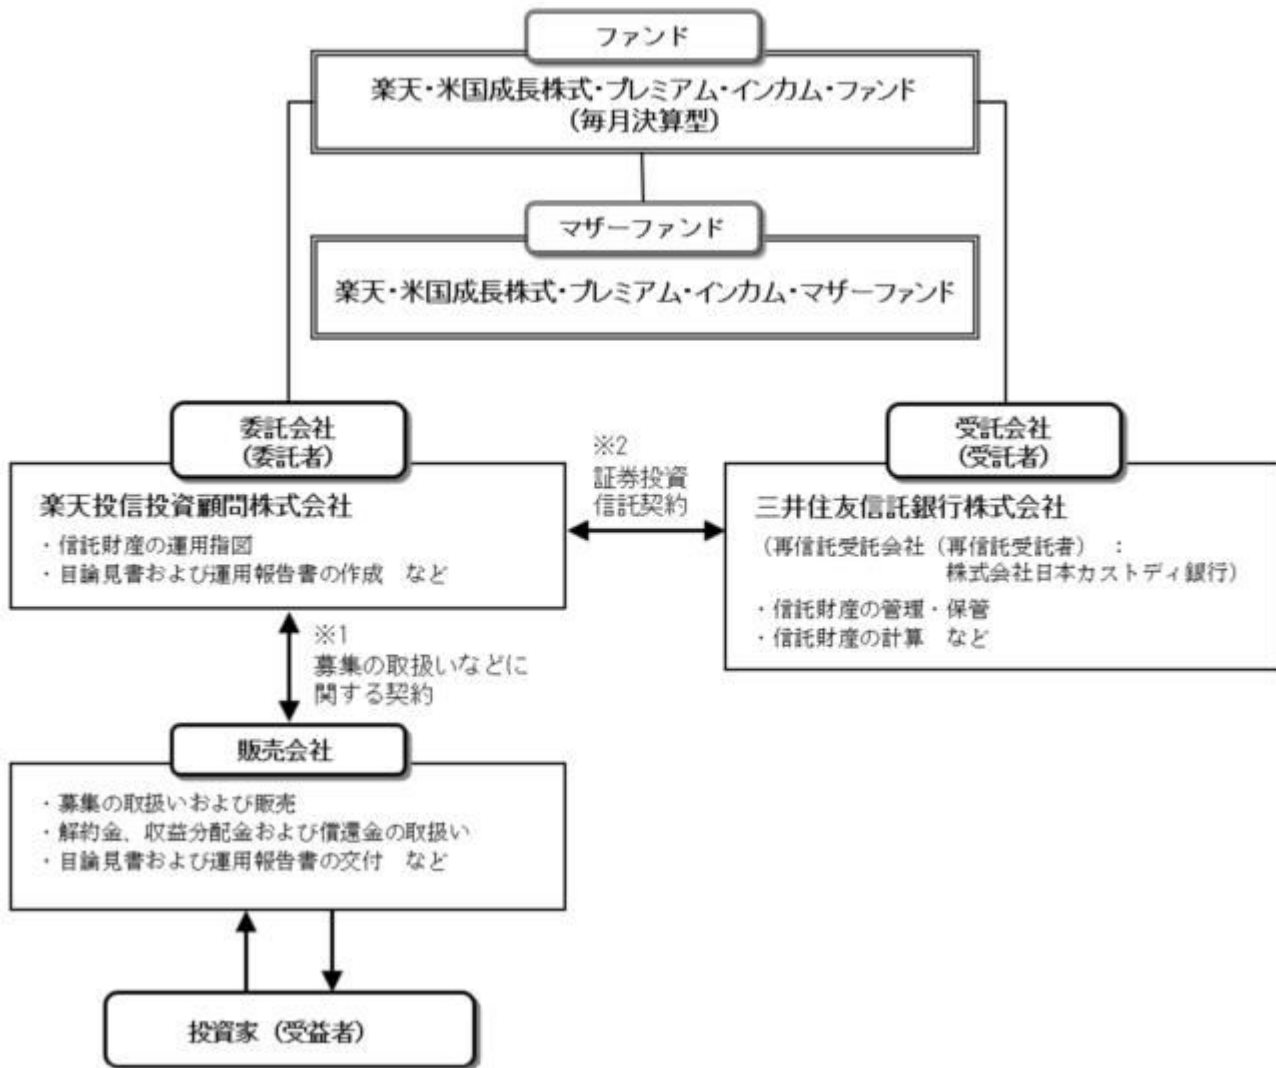 ファンド
楽天・米国成長株式・プレミアム・インカム・ファンド
(毎月決算型)
マザーファンド
楽天・米国成長株式・プレミアム・インカム・マザーファンド
委託会社
(委託者)
楽天投信投資顧問株式会社
・信託財産の運用指図
・目論見書および運用報告書の作成　など
※2
証券投資
信託契約
受託会社
(受託者)
三井住友信託銀行株式会社
（再信託受託会社（再信託受託者）　：
株式会社日本カストディ銀行）
・信託財産の管理・保管
・信託財産の計算　など
※1
募集の取扱いなどに
関する契約
販売会社
・募集の取扱いおよび販売
・解約金、収益分配金および償還金の取扱い
・目論見書および運用報告書の交付　など
投資家（受益者）